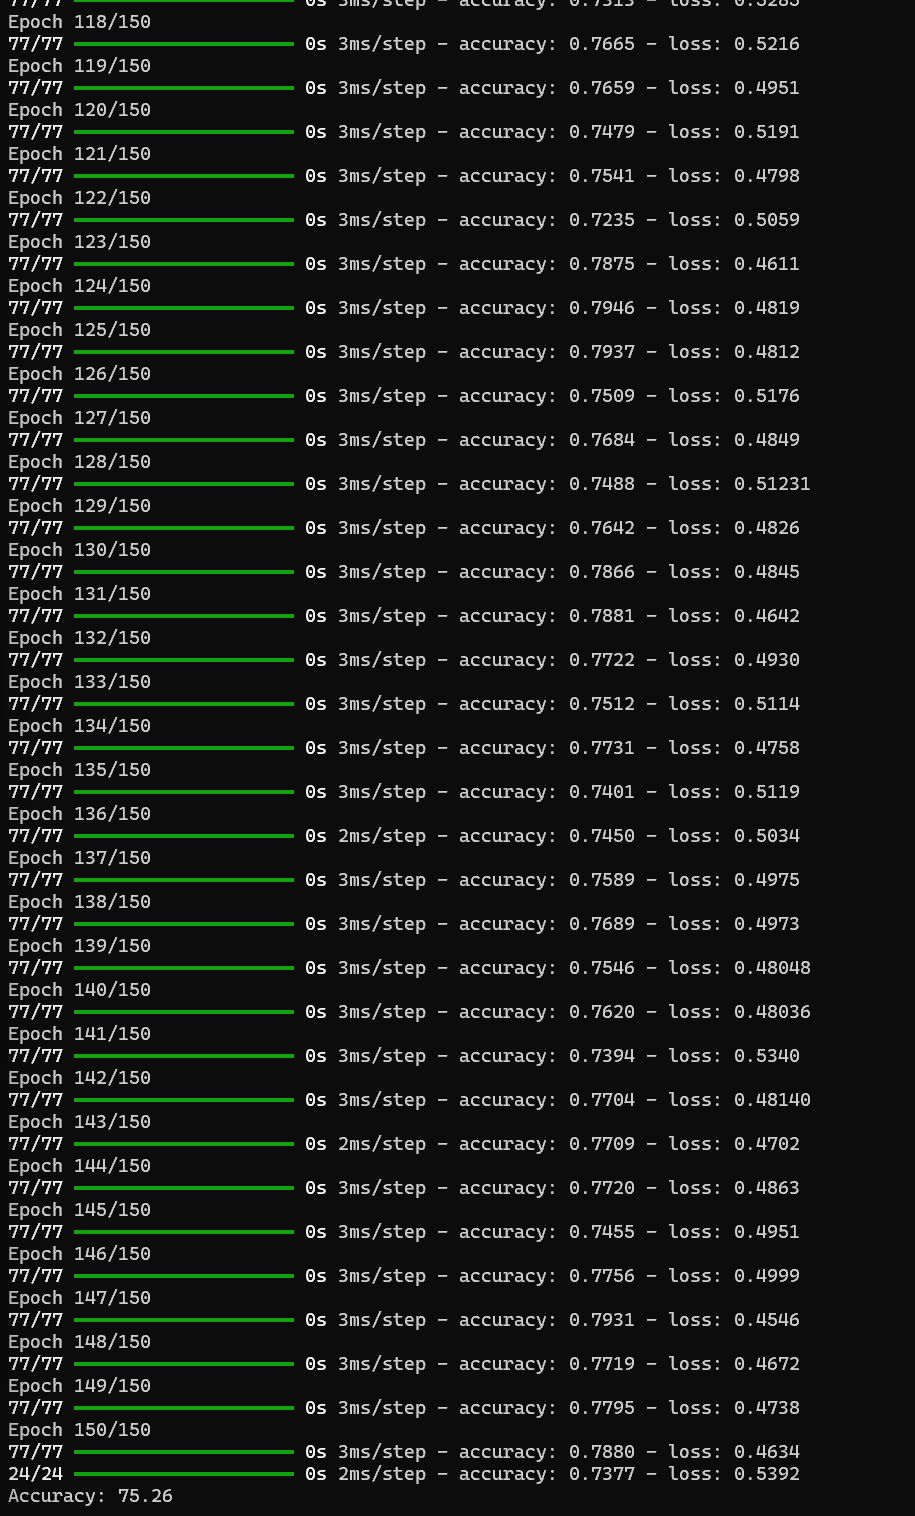 77/77 0s 3ms/step - accuracy: 0.7313 - loss: 0.5285
Epoch 118/150
77/77 0s 3ms/step - accuracy: 0.7665 - loss: 0.5216
Epoch 119/150
77/77 0s 3ms/step - accuracy: 0.7659 - loss: 0.4951
Epoch 120/150
77/77 0s 3ms/step - accuracy: 0.7479 - loss: 0.5191
Epoch 121/150
77/77 0s 3ms/step - accuracy: 0.7541 - loss: 0.4798
Epoch 122/150
77/77 0s 3ms/step - accuracy: 0.7235 - loss: 0.5059
Epoch 123/150
77/77 0s 3ms/step - accuracy: 0.7875 - loss: 0.4611
Epoch 124/150
77/77 0s 3ms/step - accuracy: 0.7946 - loss: 0.4819
Epoch 125/150
77/77 0s 3ms/step - accuracy: 0.7937 - loss: 0.4812
Epoch 126/150
77/77 0s 3ms/step - accuracy: 0.7509 - loss: 0.5176
Epoch 127/150
77/77 0s 3ms/step - accuracy: 0.7684 - loss: 0.4849
Epoch 128/150
77/77 0s 3ms/step - accuracy: 0.7488 - loss: 0.51231
Epoch 129/150
77/77 0s 3ms/step - accuracy: 0.7642 - loss: 0.4826
Epoch 130/150
77/77 0s 3ms/step - accuracy: 0.7866 - loss: 0.4845
Epoch 131/150
77/77 0s 3ms/step - accuracy: 0.7881 - loss: 0.4642
Epoch 132/150
77/77 0s 3ms/step - accuracy: 0.7722 - loss: 0.4930
Epoch 133/150
77/77 0s 3ms/step - accuracy: 0.7512 - loss: 0.5114
Epoch 134/150
77/77 0s 3ms/step - accuracy: 0.7731 - loss: 0.4758
Epoch 135/150
77/77 0s 3ms/step - accuracy: 0.7401 - loss: 0.5119
Epoch 136/150
77/77 0s 2ms/step - accuracy: 0.7450 - loss: 0.5034
Epoch 137/150
77/77 0s 3ms/step - accuracy: 0.7589 - loss: 0.4975
Epoch 138/150
77/77 0s 3ms/step - accuracy: 0.7689 - loss: 0.4973
Epoch 139/150
77/77 0s 3ms/step - accuracy: 0.7546 - loss: 0.48048
Epoch 140/150
77/77 0s 3ms/step - accuracy: 0.7620 - loss: 0.48036
Epoch 141/150
77/77 0s 3ms/step - accuracy: 0.7394 - loss: 0.5340
Epoch 142/150
77/77 0s 3ms/step - accuracy: 0.7704 - loss: 0.48140
Epoch 143/150
77/77 0s 2ms/step - accuracy: 0.7709 - loss: 0.4702
Epoch 144/150
77/77 0s 3ms/step - accuracy: 0.7720 - loss: 0.4863
Epoch 145/150
77/77 0s 3ms/step - accuracy: 0.7455 - loss: 0.4951
Epoch 146/150
77/77 0s 3ms/step - accuracy: 0.7756 - loss: 0.4999
Epoch 147/150
77/77 0s 3ms/step - accuracy: 0.7931 - loss: 0.4546
Epoch 148/150
77/77 0s 3ms/step - accuracy: 0.7719 - loss: 0.4672
Epoch 149/150
77/77 0s 3ms/step - accuracy: 0.7795 - loss: 0.4738
Epoch 150/150
77/77 0s 3ms/step - accuracy: 0.7880 - loss: 0.4634
24/24 0s 2ms/step - accuracy: 0.7377 - loss: 0.5392
Accuracy: 75.26